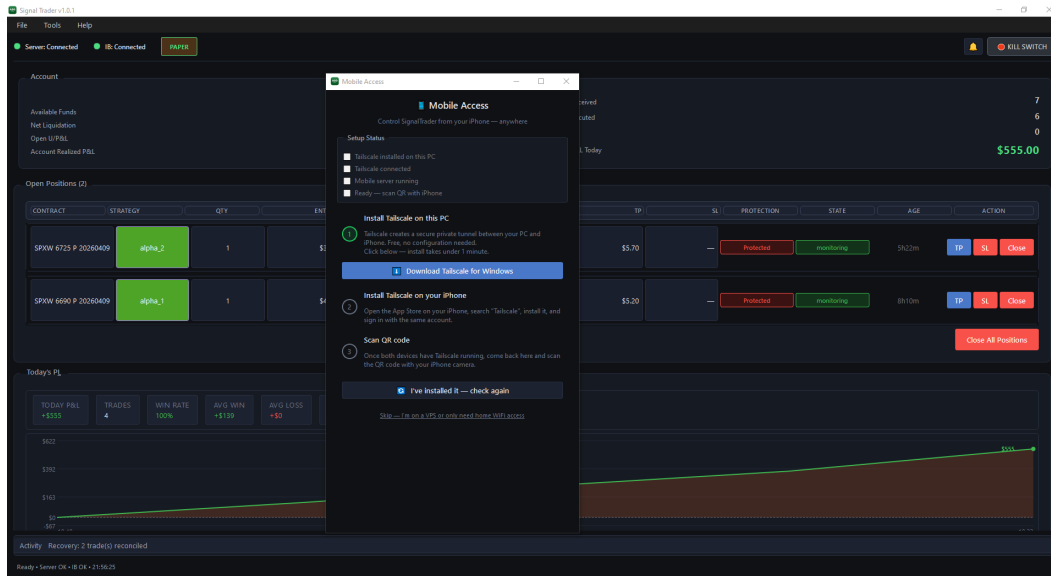 Signal Trader v1.0.1
File Tools Help
Server: Connected IB: Connected PAPER KILL SWITCH
Account
Available Funds
Net Liquidation
Open U/P&L
Account Realized P&L
ceived 7
cuted 6
0
L Today $555.00
Mobile Access
Mobile Access
Control SignalTrader from your iPhone — anywhere
Setup Status
Tailscale installed on this PC
Tailscale connected
Mobile server running
Ready — scan QR with iPhone
1
Install Tailscale on this PC
Tailscale creates a secure private tunnel between your PC and
iPhone. Free, no configuration needed.
Click below — install takes under 1 minute.
Download Tailscale for Windows
2
Install Tailscale on your iPhone
Open the App Store on your iPhone, search "Tailscale", install it, and
sign in with the same account.
3
Scan QR code
Once both devices have Tailscale running, come back here and scan
the QR code with your iPhone camera.
I've installed it — check again
Skip — I'm on a VPS or only need home WiFi access
Open Positions (2)
CONTRACT STRATEGY QTY ENT TP SL PROTECTION STATE AGE ACTION
SPXW 6725 P 20260409 alpha_2 1 $3 $5.70 — Protected monitoring 5h22m TP SL Close
SPXW 6690 P 20260409 alpha_1 1 $4 $5.20 — Protected monitoring 8h10m TP SL Close
Close All Positions
Today's PL
TODAY P&L TRADES WIN RATE AVG WIN AVG LOSS
+$555 4 100% +$139 +$0
$622
$392
$163
$0
-$67
$555
Activity Recovery: 2 trade(s) reconciled
Ready • Server OK • IB OK • 21:56:25